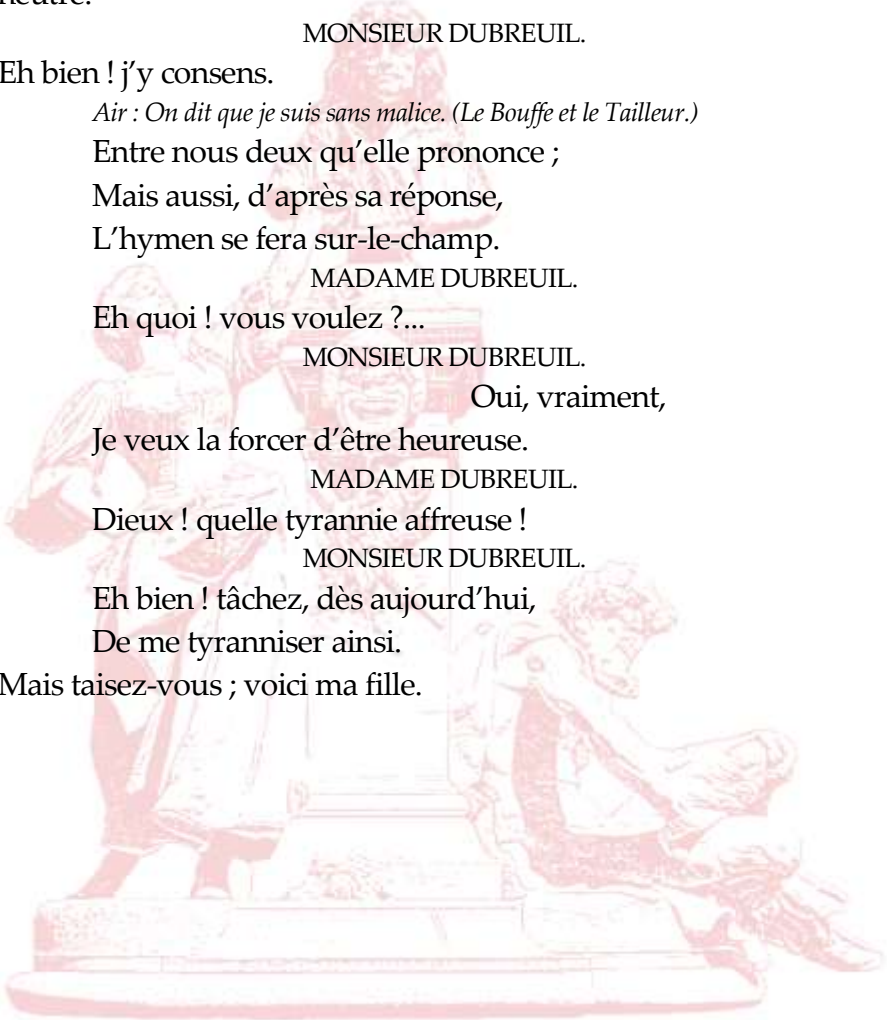 neutre.
MONSIEUR DUBREUIL.
Eh bien ! j’y consens.
Air : On dit que je suis sans malice. (Le Bouffe et le Tailleur.)
Entre nous deux qu’elle prononce ;
Mais aussi, d’après sa réponse,
L’hymen se fera sur-le-champ.
MADAME DUBREUIL.
Eh quoi ! vous voulez ?...
MONSIEUR DUBREUIL.
Oui, vraiment,
Je veux la forcer d’être heureuse.
MADAME DUBREUIL.
Dieux ! quelle tyrannie affreuse !
MONSIEUR DUBREUIL.
Eh bien ! tâchez, dès aujourd’hui,
De me tyranniser ainsi.
Mais taisez-vous ; voici ma fille.